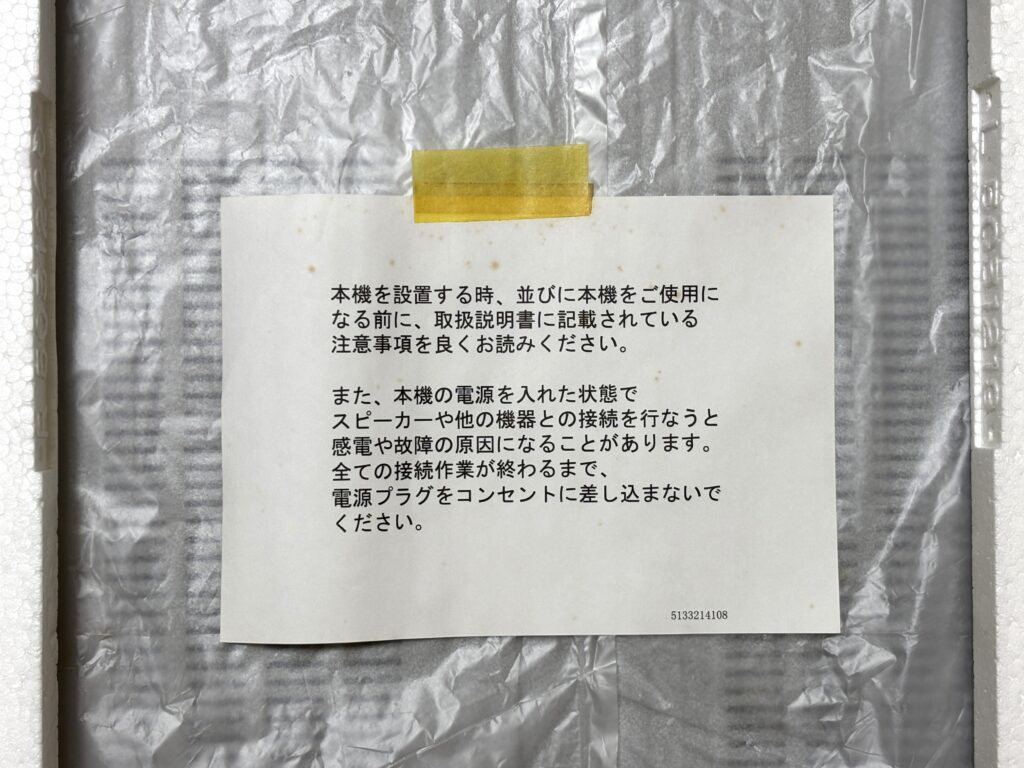 本機を設置する時、並びに本機をご使用に
なる前に、取扱説明書に記載されている
注意事項を良くお読みください。
また、本機の電源を入れた状態で
スピーカーや他の機器との接続を行なうと
感電や故障の原因になることがあります。
全ての接続作業が終わるまで、
電源プラグをコンセントに差し込まないで
ください。
5133214108